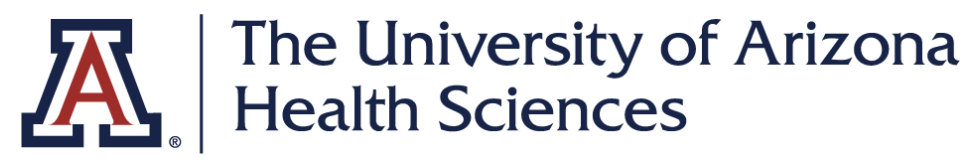 A®
The University of Arizona
Health Sciences